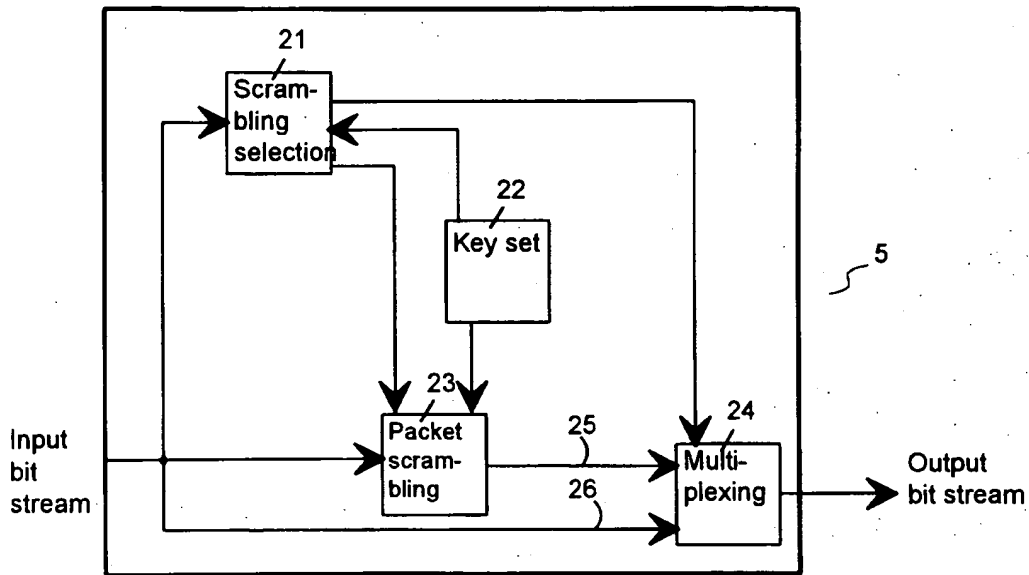 21
Scram-
bling
selection
22
Key set
5
23
Packet
scram-
bling
24
Multi-
plexing
25
26
Input
bit
stream
Output
bit stream